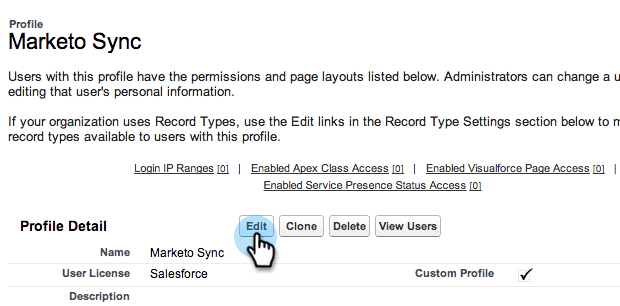 Profile
Marketo Sync
Users with this profile have the permissions and page layouts listed below. Administrators can change a u
editing that user's personal information.
If your organization uses Record Types, use the Edit links in the Record Type Settings section below to m
record types available to users with this profile.
Login IP Ranges [0] | Enabled Apex Class Access [0] | Enabled Visualforce Page Access [0] |
Enabled Service Presence Status Access [0]
Profile Detail Edit Clone Delete View Users
Name Marketo Sync
User License Salesforce Custom Profile
Description